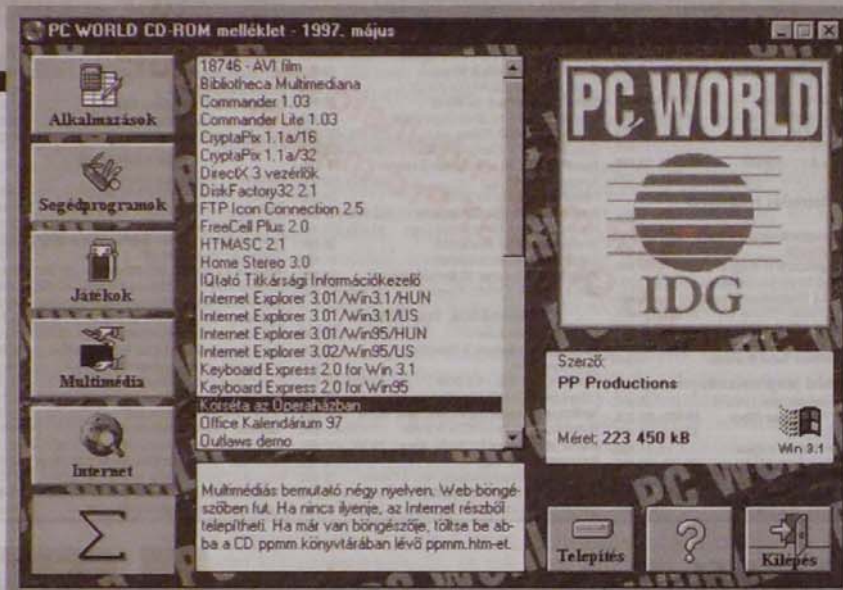 PC WORLD CD-ROM melléklet - 1997. május
Alkalmazások
Segédprogramok
Játékok
Multimédia
Internet
Σ
18746 - AVI film
Bibliotheca Multimediana
Commander 1.03
Commander Lite 1.03
CryptaPix 1.1a/16
CryptaPix 1.1a/32
DirectX 3 vezérlők
DiskFactory32 2.1
FTP Icon Connection 2.5
FreeCell Plus 2.0
HTMASC 2.1
Home Stereo 3.0
IQtató Titkársági Információkezelő
Internet Explorer 3.01/Win3.1/HUN
Internet Explorer 3.01/Win3.1/US
Internet Explorer 3.01/Win95/HUN
Internet Explorer 3.02/Win95/US
Keyboard Express 2.0 for Win 3.1
Keyboard Express 2.0 for Win95
Körséta az Operaházban
Office Kalendárium 97
Outlaws demo
Multimédiás bemutató négy nyelven. Web-böngé-
szőben fut. Ha nincs ilyenje, az Internet részből
telepítheti. Ha már van böngészője, töltse be ab-
ba a CD ppmm könyvtárában lévő ppmm.htm-et.
PC WORLD
IDG
Szerző:
PP Productions
Méret: 223 450 kB
Win 3.1
Telepítés
?
Kilépés